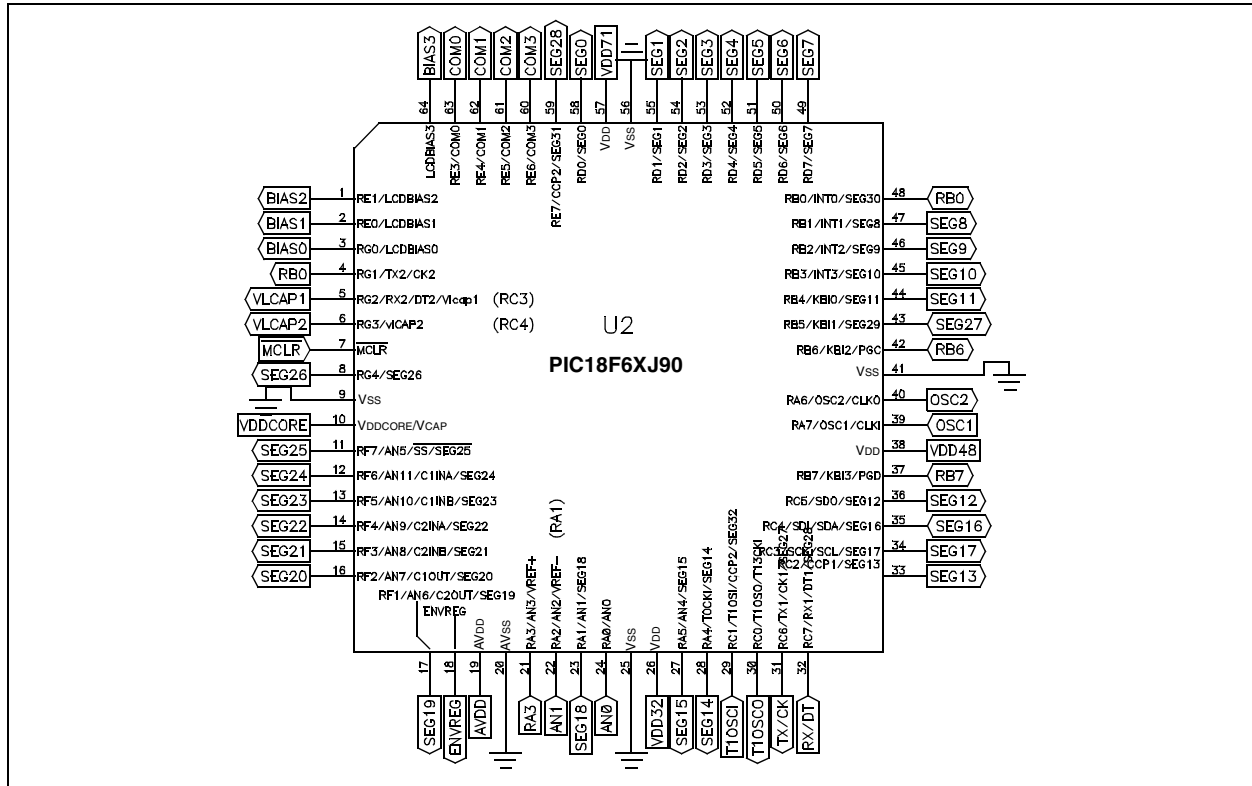 BIAS3 COM0 COM1 COM2 COM3 SEG28 SEG0 VDD71 SEG1 SEG2 SEG3 SEG4 SEG5 SEG6 SEG7
64 63 62 61 60 59 58 57 56 55 54 53 52 51 50 49
LCDBIAS3 RE3/COM0 RE4/COM1 RE5/COM2 RE6/COM3 RE7/CCP2/SEG31 RD0/SEG0 VDD VSS RD1/SEG1 RD2/SEG2 RD3/SEG3 RD4/SEG4 RD5/SEG5 RD6/SEG6 RD7/SEG7
BIAS2 1 RE1/LCDBIAS2
BIAS1 2 RE0/LCDBIAS1
BIAS0 3 RG0/LCDBIAS0
RB0 4 RG1/TX2/CK2
VLCAP1 5 RG2/RX2/DT2/Vlcap1 (RC3)
VLCAP2 6 RG3/vlCAP2 (RC4)
MCLR 7 MCLR
SEG26 8 RG4/SEG26
9 VSS
VDDCORE 10 VDDCORE/VCAP
SEG25 11 RF7/AN5/SS/SEG25
SEG24 12 RF6/AN11/C1INA/SEG24
SEG23 13 RF5/AN10/C1INB/SEG23
SEG22 14 RF4/AN9/C2INA/SEG22
SEG21 15 RF3/AN8/C2INB/SEG21
SEG20 16 RF2/AN7/C1OUT/SEG20
U2
PIC18F6XJ90
RB0/INT0/SEG30 48 RB0
RB1/INT1/SEG8 47 SEG8
RB2/INT2/SEG9 46 SEG9
RB3/INT3/SEG10 45 SEG10
RB4/KBI0/SEG11 44 SEG11
RB5/KBI1/SEG29 43 SEG27
RB6/KBI2/PGC 42 RB6
VSS 41
RA6/OSC2/CLKO 40 OSC2
RA7/OSC1/CLKI 39 OSC1
VDD 38 VDD48
RB7/KBI3/PGD 37 RB7
RC5/SDO/SEG12 36 SEG12
RC4/SDI/SDA/SEG16 35 SEG16
RC3/SCK/SCL/SEG17 34 SEG17
RC2/CCP1/SEG13 33 SEG13
(RA1)
RF1/AN6/C2OUT/SEG19
ENVREG AVDD AVSS RA3/AN3/VREF+ RA2/AN2/VREF- RA1/AN1/SEG18 RA0/AN0 VSS VDD RA5/AN4/SEG15 RA4/TOCKI/SEG14 RC1/T1OSI/CCP2/SEG32 RC0/T1OSO/T13CKI RC6/TX1/CK1/SEG27 RC7/RX1/DT1/SEG28
17 18 19 20 21 22 23 24 25 26 27 28 29 30 31 32
SEG19 ENVREG AVDD RA3 AN1 SEG18 AN0 VDD32 SEG15 SEG14 T1OSCI T1OSCO TX/CK RX/DT